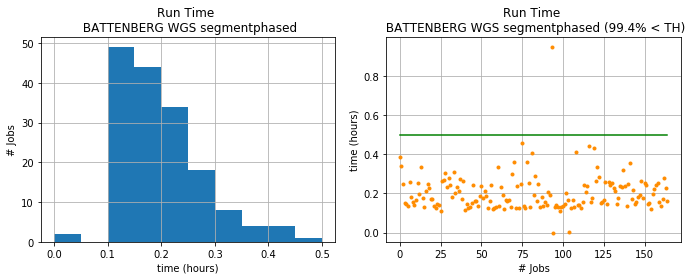 Run Time
BATTENBERG WGS segmentphased
50
40
30
20
10
0
# Jobs
0.0 0.1 0.2 0.3 0.4 0.5
time (hours)
Run Time
BATTENBERG WGS segmentphased (99.4% < TH)
0.8
0.6
0.4
0.2
0.0
time (hours)
0 25 50 75 100 125 150
# Jobs